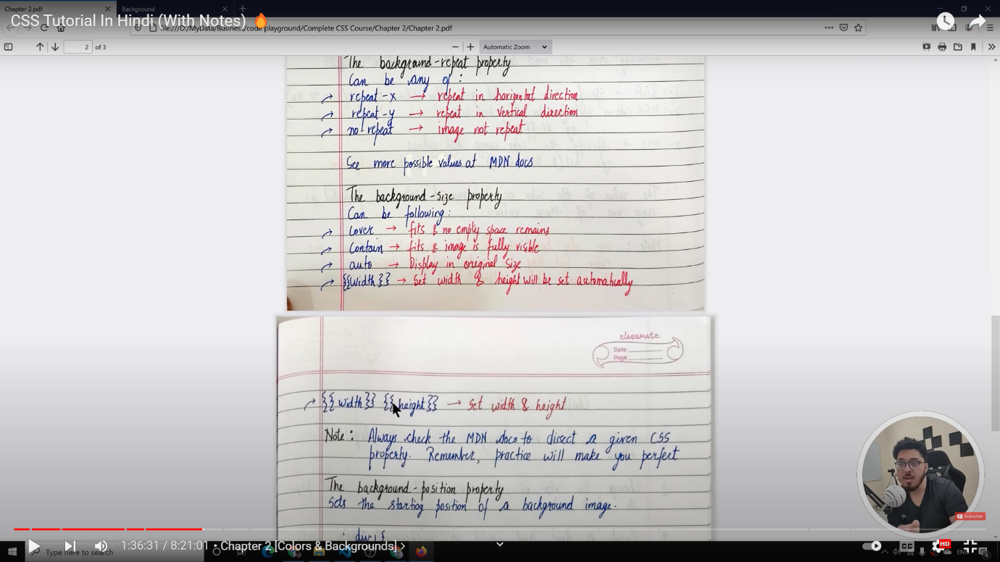 Chapter 2.pdf
Background
CSS Tutorial In Hindi (With Notes) 🔥
file:///D:/MyData/Business/code playground/Complete CSS Course/Chapter 2/Chapter 2.pdf
2 of 3
Automatic Zoom
The background-repeat property
Can be any of :
repeat-x → repeat in horizontal direction
repeat-y → repeat in vertical direction
no-repeat → image not repeat
See more possible values at MDN docs
The background-size property
Can be following :
Cover → fits & no empty space remains
Contain → fits & image is fully visible
auto → Display in original size
{{Width}} → Set width & height will be set automatically
classmate
Date
Page
{{width}} {{height}} → Set width & height
Note : Always check the MDN docs to dissect a given CSS
property. Remember, practice will make you perfect
The background-position property
Sets the starting position of a background image.
div1 {
Subscribe
1:36:31 / 8:21:01 • Chapter 2 [Colors & Backgrounds] >
CC
HD
Type here to search